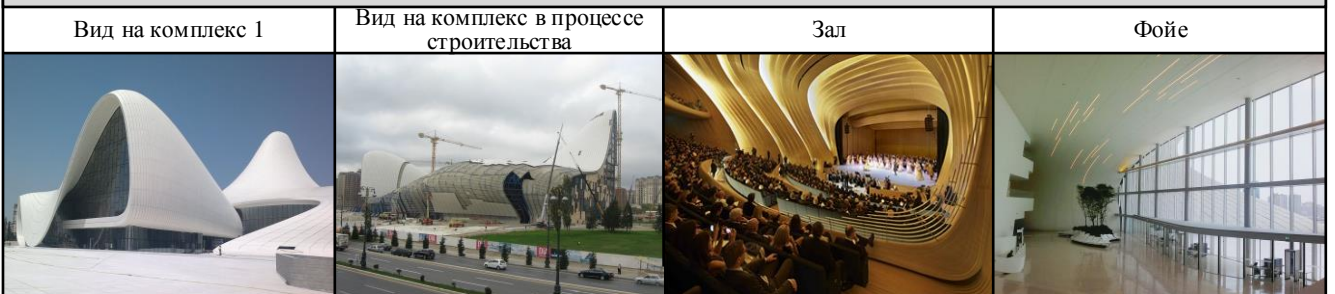 Вид на комплекс 1
Вид на комплекс в процессе
строительства
Зал
Фойе